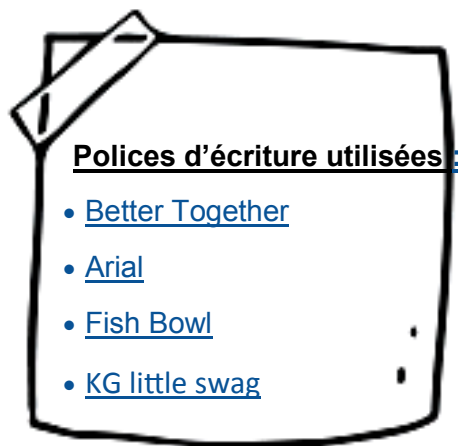 Polices d’écriture utilisées :
• Better Together
• Arial
• Fish Bowl
• KG little swag